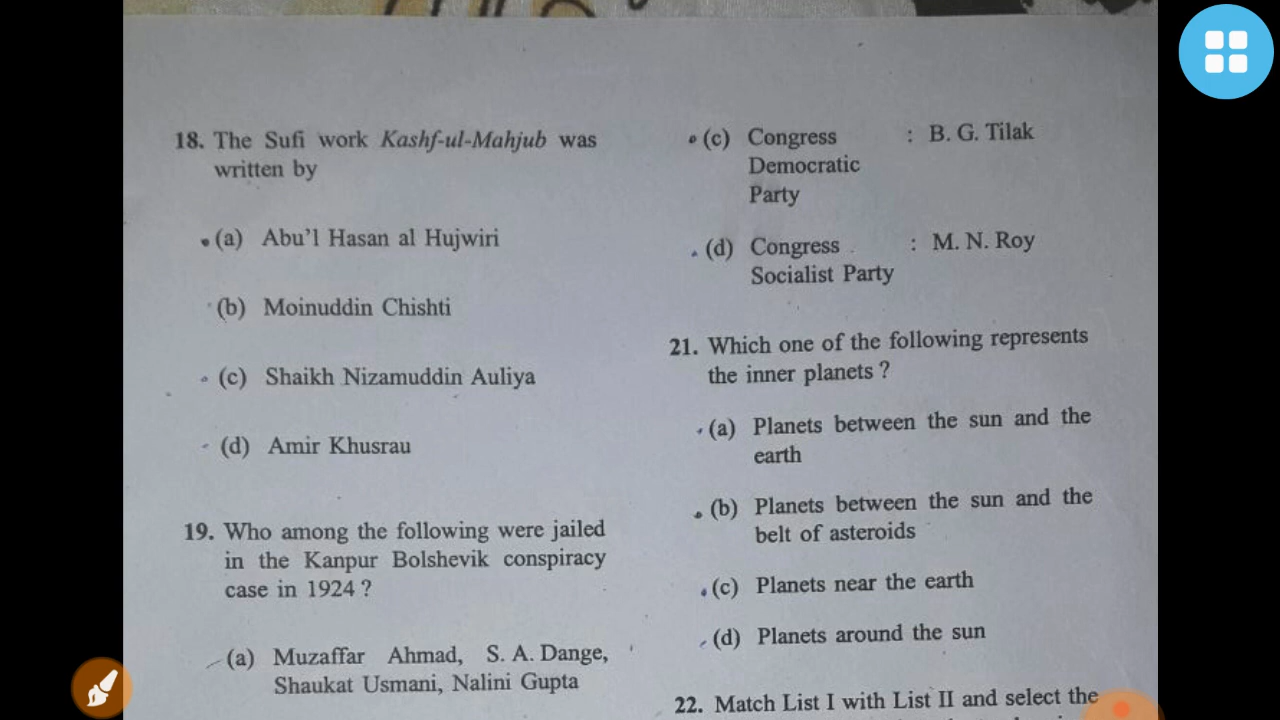 18. The Sufi work Kashf-ul-Mahjub was
written by
(a) Abu'l Hasan al Hujwiri
(b) Moinuddin Chishti
(c) Shaikh Nizamuddin Auliya
(d) Amir Khusrau
19. Who among the following were jailed
in the Kanpur Bolshevik conspiracy
case in 1924 ?
(a) Muzaffar Ahmad, S. A. Dange,
Shaukat Usmani, Nalini Gupta
(c) Congress : B. G. Tilak
Democratic
Party
(d) Congress : M. N. Roy
Socialist Party
21. Which one of the following represents
the inner planets ?
(a) Planets between the sun and the
earth
(b) Planets between the sun and the
belt of asteroids
(c) Planets near the earth
(d) Planets around the sun
22. Match List I with List II and select the